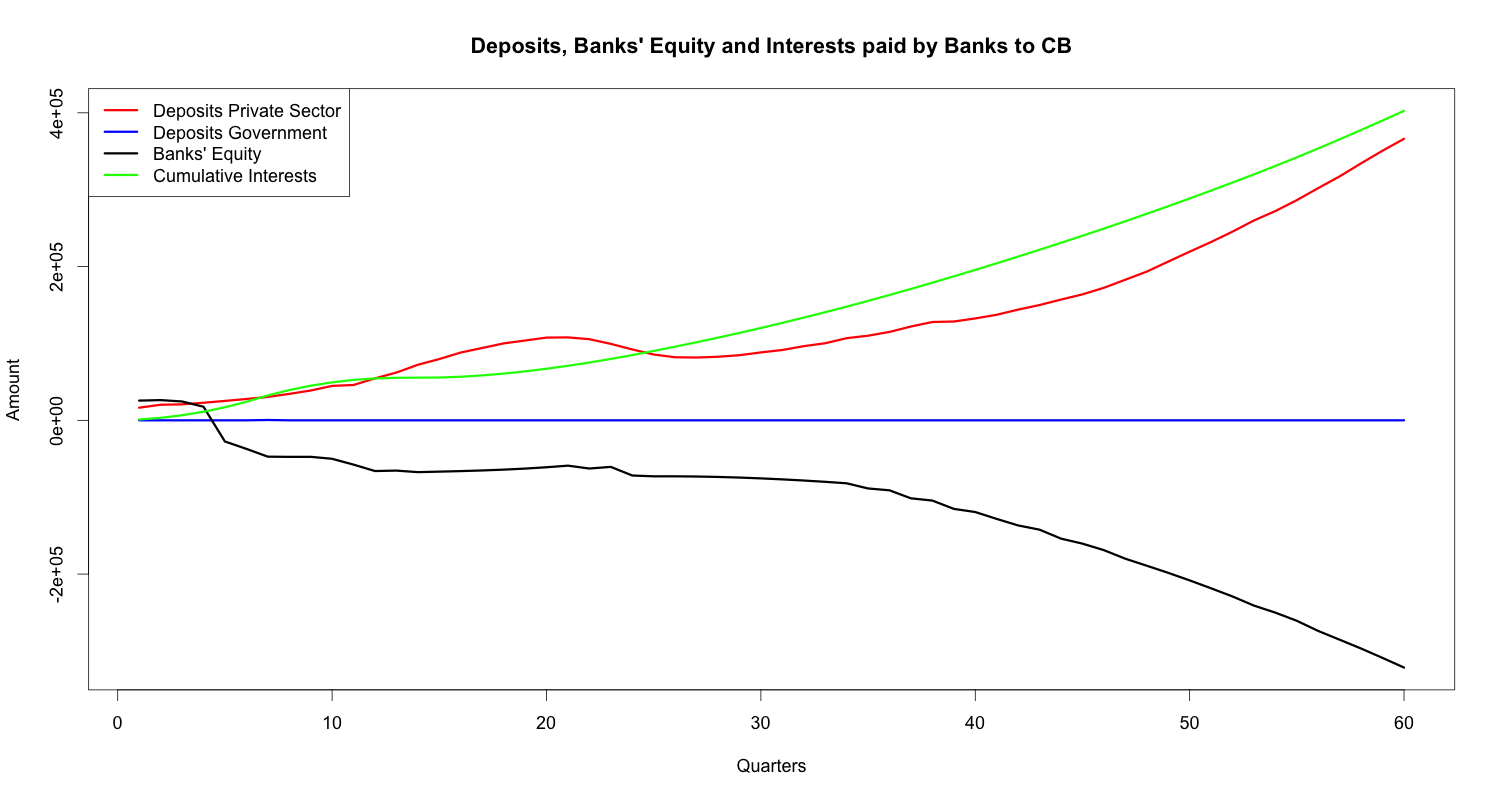 Deposits, Banks' Equity and Interests paid by Banks to CB
Deposits Private Sector
Deposits Government
Banks' Equity
Cumulative Interests
4e+05
2e+05
0e+00
-2e+05
Amount
0 10 20 30 40 50 60
Quarters